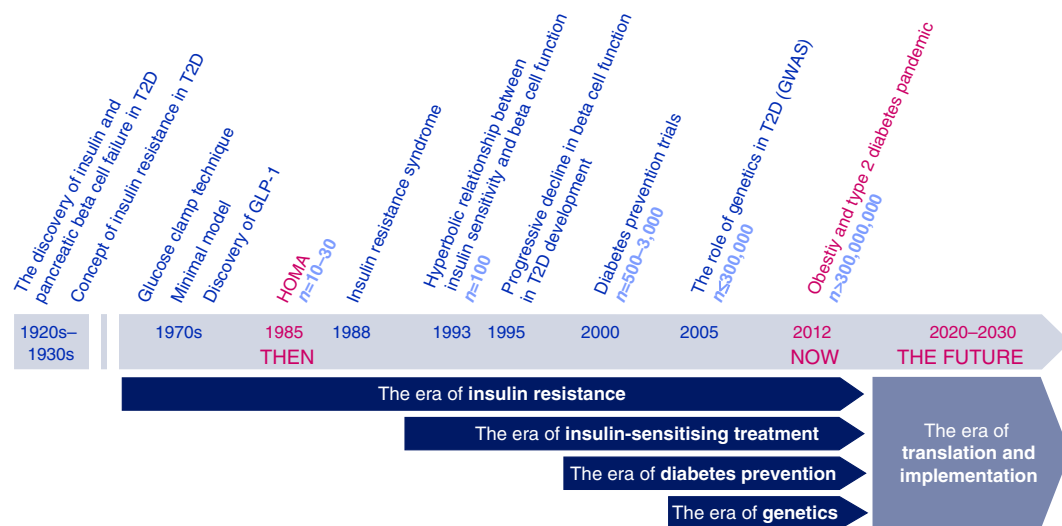 The discovery of insulin and
pancreatic beta cell failure in T2D
Concept of insulin resistance in T2D
Glucose clamp technique
Minimal model
Discovery of GLP-1
HOMA
n=10–30
Insulin resistance syndrome
Hyperbolic relationship between
insulin sensitivity and beta cell function
n=100
Progressive decline in beta cell function
in T2D development
Diabetes prevention trials
n=500–3,000
The role of genetics in T2D (GWAS)
n≤300,000
Obestiy and type 2 diabetes pandemic
n>300,000,000
1920s–
1930s
1970s
1985
THEN
1988
1993
1995
2000
2005
2012
NOW
2020–2030
THE FUTURE
The era of insulin resistance
The era of insulin-sensitising treatment
The era of diabetes prevention
The era of genetics
The era of
translation and
implementation